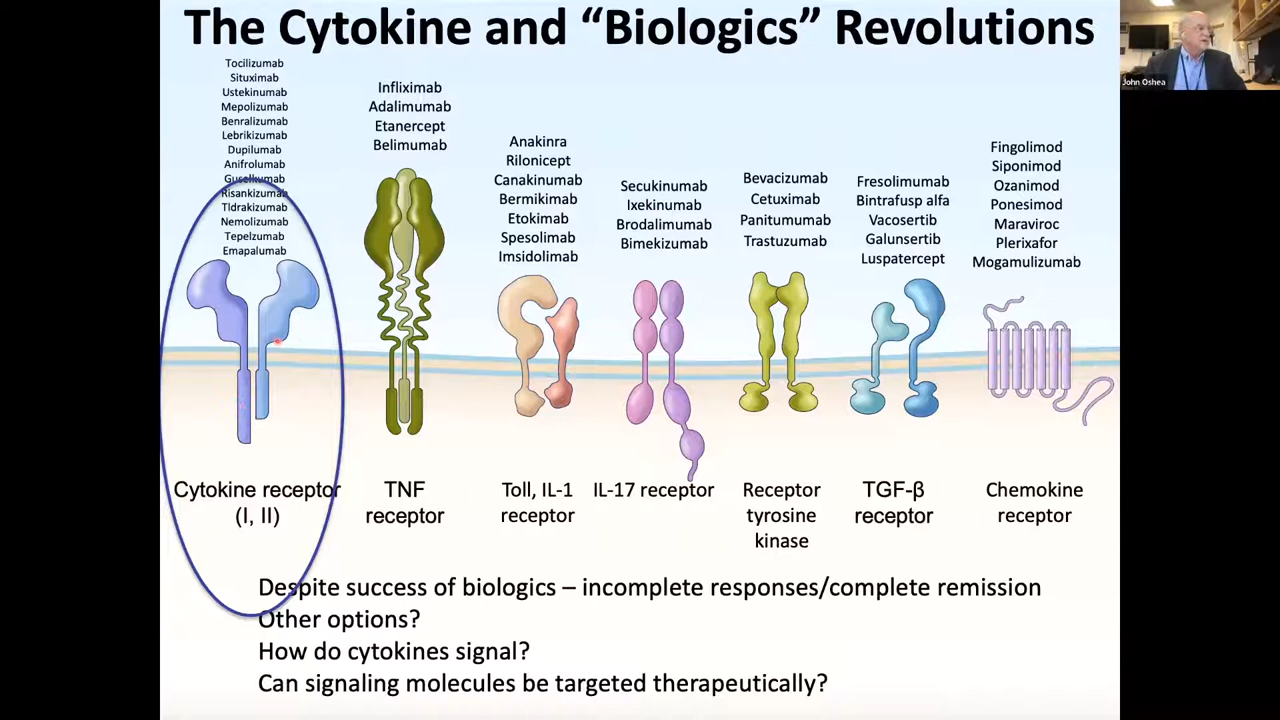 The Cytokine and “Biologics” Revolutions
John Oshea
Tocilizumab
Situximab
Ustekinumab
Mepolizumab
Benralizumab
Lebrikizumab
Dupilumab
Anifrolumab
Guselkumab
Risankizumab
Tldrakizumab
Nemolizumab
Tepelzumab
Emapalumab
Infliximab
Adalimumab
Etanercept
Belimumab
Anakinra
Rilonicept
Canakinumab
Bermikimab
Etokimab
Spesolimab
Imsidolimab
Secukinumab
Ixekinumab
Brodalimumab
Bimekizumab
Bevacizumab
Cetuximab
Panitumumab
Trastuzumab
Fresolimumab
Bintrafusp alfa
Vacosertib
Galunsertib
Luspatercept
Fingolimod
Siponimod
Ozanimod
Ponesimod
Maraviroc
Plerixafor
Mogamulizumab
Cytokine receptor
(I, II)
TNF
receptor
Toll, IL-1
receptor
IL-17 receptor
Receptor
tyrosine
kinase
TGF-β
receptor
Chemokine
receptor
Despite success of biologics – incomplete responses/complete remission
Other options?
How do cytokines signal?
Can signaling molecules be targeted therapeutically?